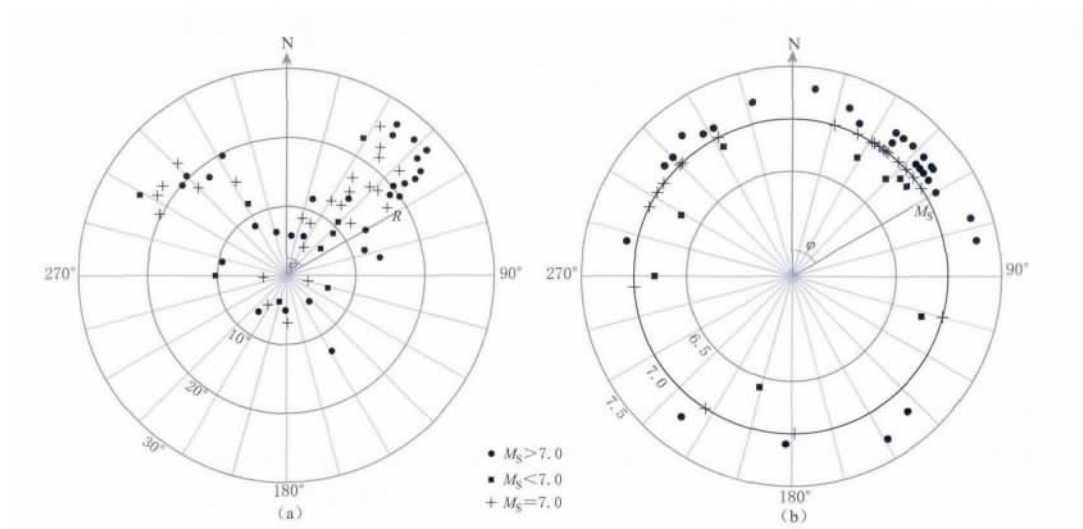 N
R
φ
270°
90°
10°
20°
30°
180°
(a)
N
M_S
φ
270°
90°
6.5
7.0
7.5
180°
(b)
● M_S>7.0
■ M_S<7.0
+ M_S=7.0